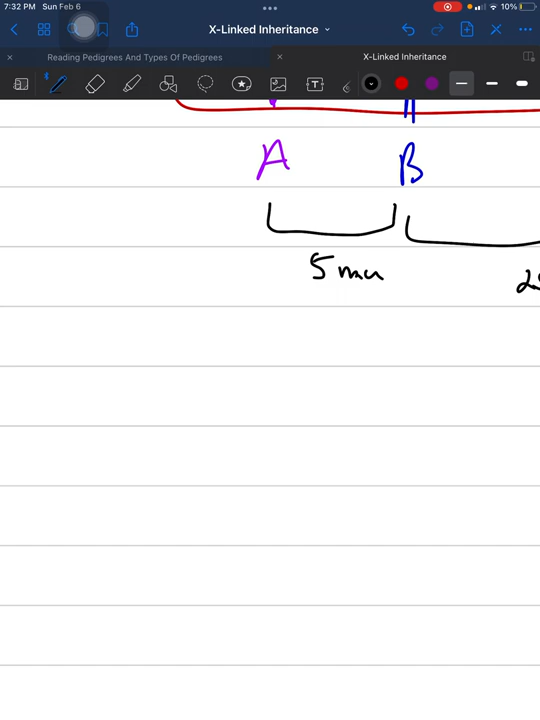 7:32 PM Sun Feb 6 10%
X-Linked Inheritance
Reading Pedigrees And Types Of Pedigrees X-Linked Inheritance
A B
5 mu